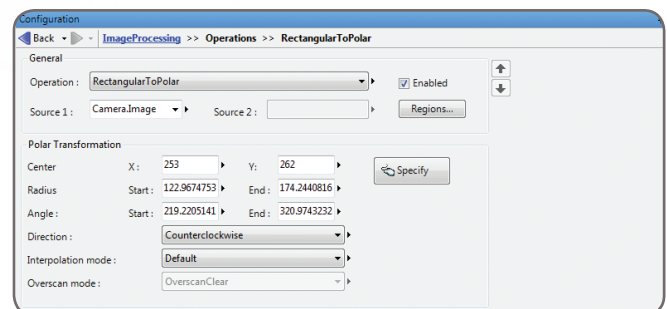 Configuration
Back ImageProcessing >> Operations >> RectangularToPolar
General
Operation : RectangularToPolar Enabled
Source 1 : Camera.Image Source 2 : Regions...
Polar Transformation
Center X : 253 Y : 262 Specify
Radius Start : 122.9674753 End : 174.2440816
Angle : Start : 219.2205141 End : 320.9743232
Direction : Counterclockwise
Interpolation mode : Default
Overscan mode : OverscanClear